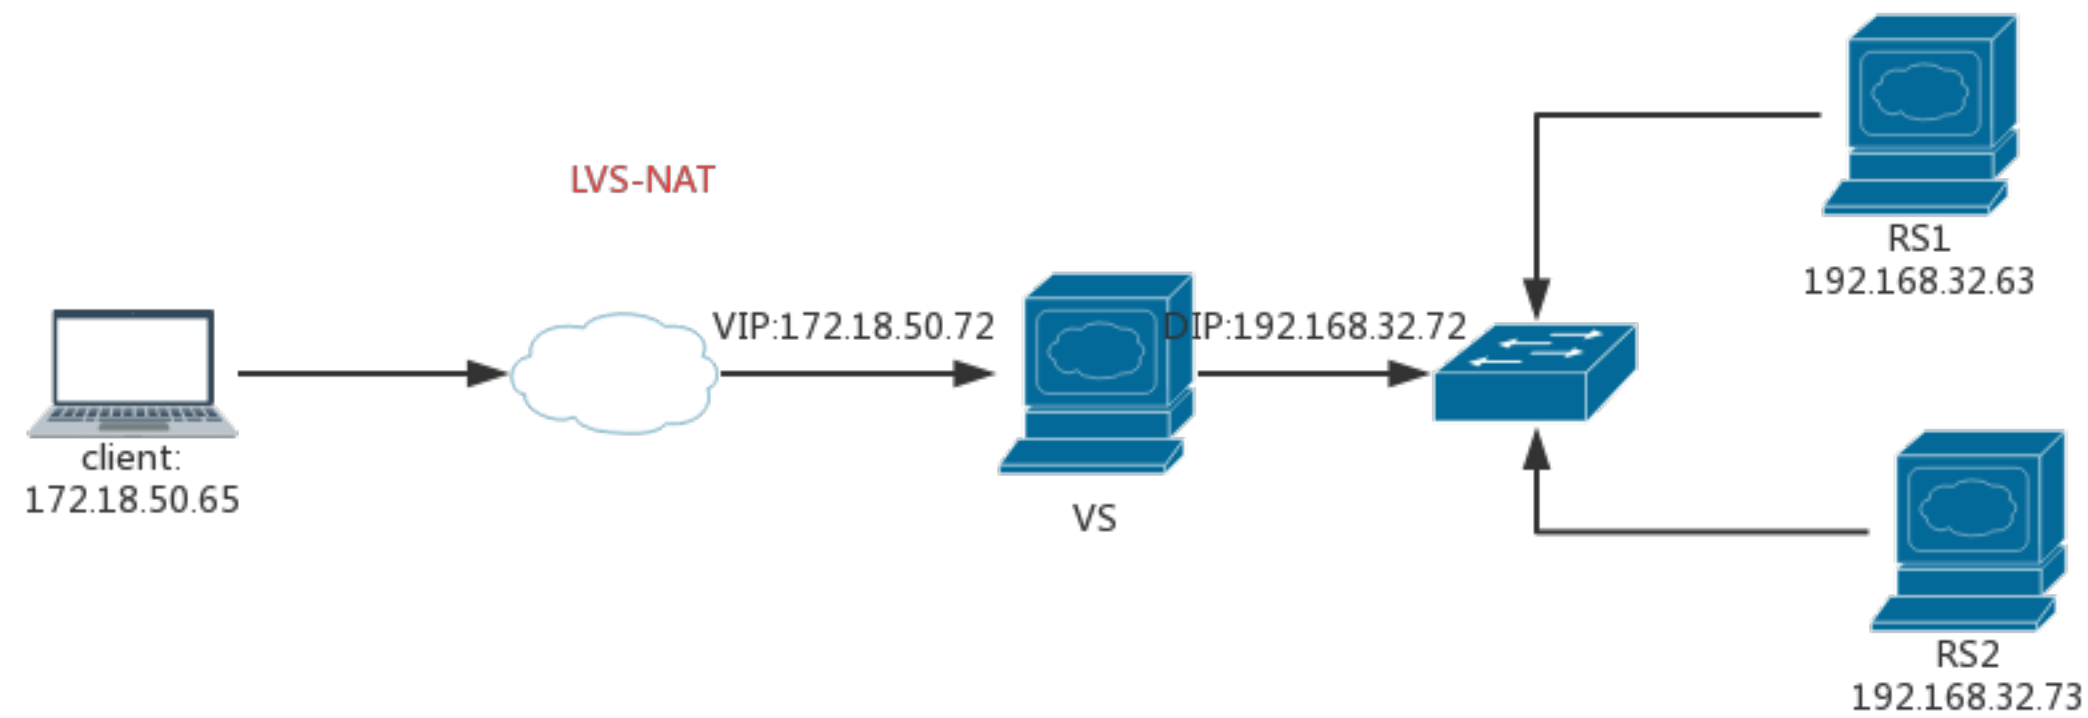 LVS-NAT
VIP:172.18.50.72
DIP:192.168.32.72
RS1
192.168.32.63
client:
172.18.50.65
VS
RS2
192.168.32.73